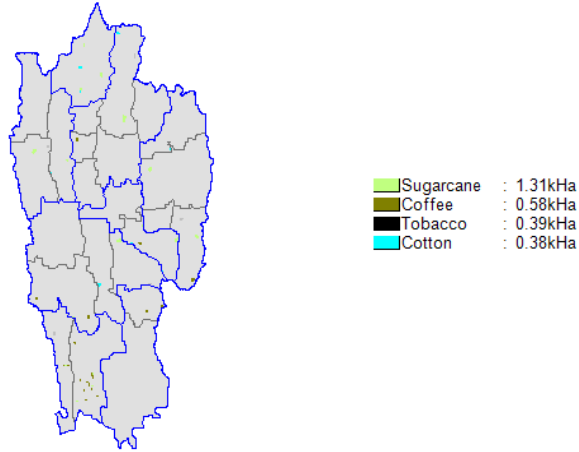 Sugarcane : 1.31kHa
Coffee : 0.58kHa
Tobacco : 0.39kHa
Cotton : 0.38kHa